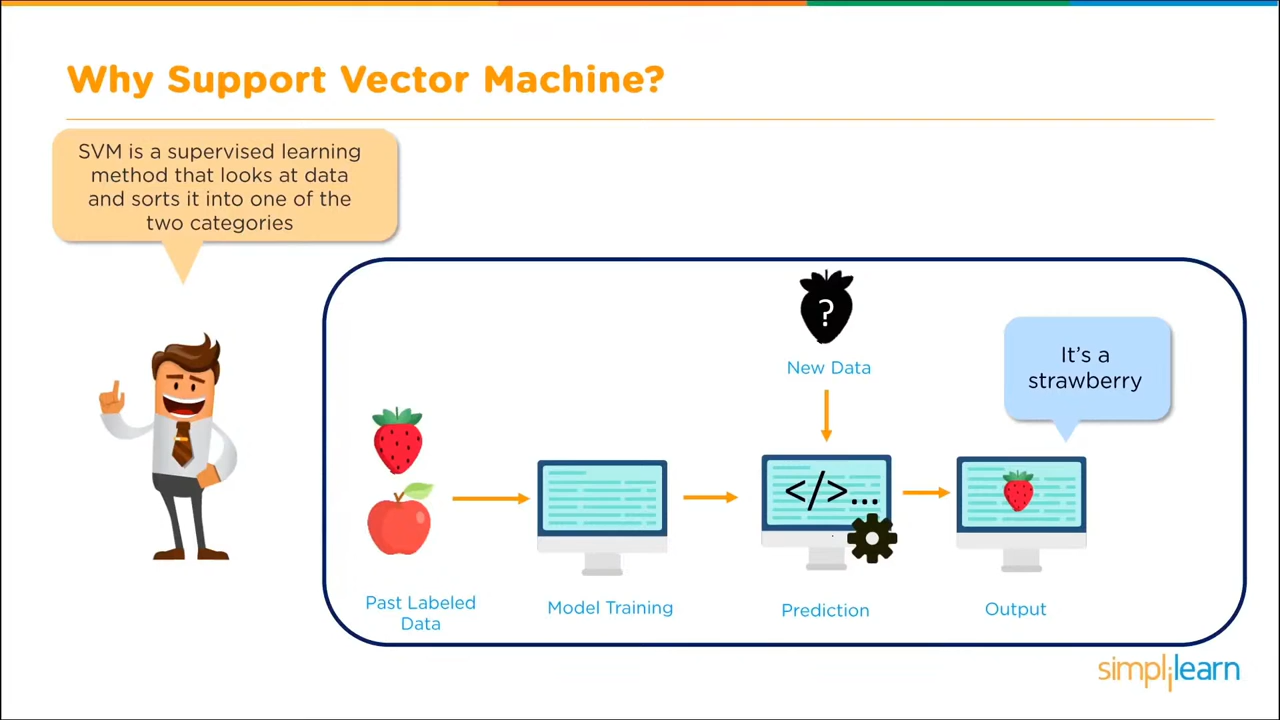 Why Support Vector Machine?
SVM is a supervised learning
method that looks at data
and sorts it into one of the
two categories
?
New Data
It's a
strawberry
</>...
Past Labeled
Data
Model Training
Prediction
Output
simplilearn